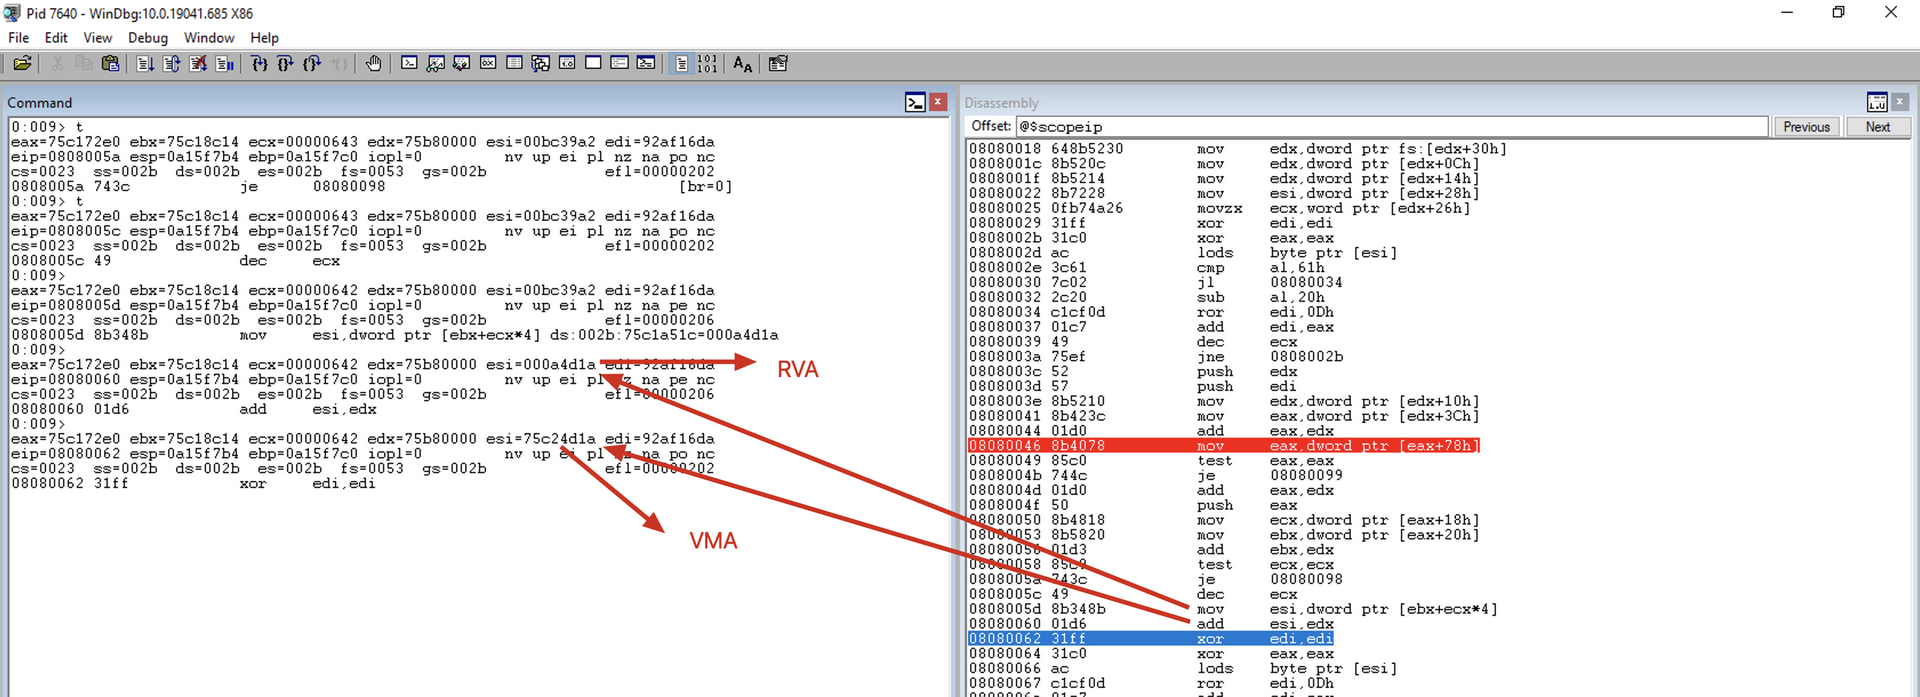 Pid 7640 - WinDbg:10.0.19041.685 X86
File Edit View Debug Window Help
Command
0:009> t
eax=75c172e0 ebx=75c18c14 ecx=00000643 edx=75b80000 esi=00bc39a2 edi=92af16da
eip=0808005a esp=0a15f7b4 ebp=0a15f7c0 iopl=0 nv up ei pl nz na po nc
cs=0023 ss=002b ds=002b es=002b fs=0053 gs=002b efl=00000202
0808005a 743c je 08080098 [br=0]
0:009> t
eax=75c172e0 ebx=75c18c14 ecx=00000643 edx=75b80000 esi=00bc39a2 edi=92af16da
eip=0808005c esp=0a15f7b4 ebp=0a15f7c0 iopl=0 nv up ei pl nz na po nc
cs=0023 ss=002b ds=002b es=002b fs=0053 gs=002b efl=00000202
0808005c 49 dec ecx
0:009>
eax=75c172e0 ebx=75c18c14 ecx=00000642 edx=75b80000 esi=00bc39a2 edi=92af16da
eip=0808005d esp=0a15f7b4 ebp=0a15f7c0 iopl=0 nv up ei pl nz na pe nc
cs=0023 ss=002b ds=002b es=002b fs=0053 gs=002b efl=00000206
0808005d 8b348b mov esi,dword ptr [ebx+ecx*4] ds:002b:75c1a51c=000a4d1a
0:009>
eax=75c172e0 ebx=75c18c14 ecx=00000642 edx=75b80000 esi=000a4d1a edi=92af16da
eip=08080060 esp=0a15f7b4 ebp=0a15f7c0 iopl=0 nv up ei pl nz na pe nc
cs=0023 ss=002b ds=002b es=002b fs=0053 gs=002b efl=00000206
08080060 01d6 add esi,edx
0:009>
eax=75c172e0 ebx=75c18c14 ecx=00000642 edx=75b80000 esi=75c24d1a edi=92af16da
eip=08080062 esp=0a15f7b4 ebp=0a15f7c0 iopl=0 nv up ei pl nz na po nc
cs=0023 ss=002b ds=002b es=002b fs=0053 gs=002b efl=00000202
08080062 31ff xor edi,edi
RVA
VMA
Disassembly
Offset: @$scopeip Previous Next
08080018 648b5230 mov edx,dword ptr fs:[edx+30h]
0808001c 8b520c mov edx,dword ptr [edx+0Ch]
0808001f 8b5214 mov edx,dword ptr [edx+14h]
08080022 8b7228 mov esi,dword ptr [edx+28h]
08080025 0fb74a26 movzx ecx,word ptr [edx+26h]
08080029 31ff xor edi,edi
0808002b 31c0 xor eax,eax
0808002d ac lods byte ptr [esi]
0808002e 3c61 cmp al,61h
08080030 7c02 jl 08080034
08080032 2c20 sub al,20h
08080034 c1cf0d ror edi,0Dh
08080037 01c7 add edi,eax
08080039 49 dec ecx
0808003a 75ef jne 0808002b
0808003c 52 push edx
0808003d 57 push edi
0808003e 8b5210 mov edx,dword ptr [edx+10h]
08080041 8b423c mov eax,dword ptr [edx+3Ch]
08080044 01d0 add eax,edx
08080046 8b4078 mov eax,dword ptr [eax+78h]
08080049 85c0 test eax,eax
0808004b 744c je 08080099
0808004d 01d0 add eax,edx
0808004f 50 push eax
08080050 8b4818 mov ecx,dword ptr [eax+18h]
08080053 8b5820 mov ebx,dword ptr [eax+20h]
08080056 01d3 add ebx,edx
08080058 85c9 test ecx,ecx
0808005a 743c je 08080098
0808005c 49 dec ecx
0808005d 8b348b mov esi,dword ptr [ebx+ecx*4]
08080060 01d6 add esi,edx
08080062 31ff xor edi,edi
08080064 31c0 xor eax,eax
08080066 ac lods byte ptr [esi]
08080067 c1cf0d ror edi,0Dh